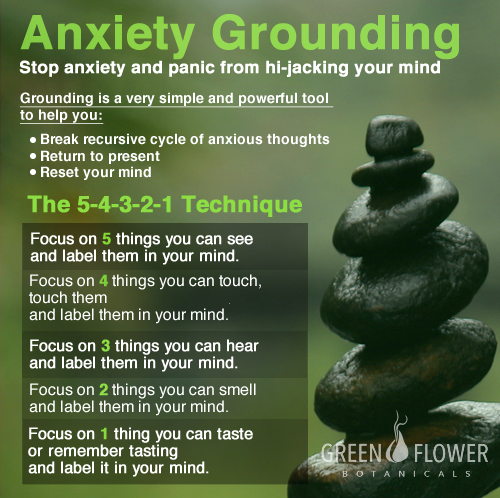 Anxiety Grounding
Stop anxiety and panic from hi-jacking your mind
Grounding is a very simple and powerful tool
to help you:
• Break recursive cycle of anxious thoughts
• Return to present
• Reset your mind
The 5-4-3-2-1 Technique
Focus on 5 things you can see
and label them in your mind.
Focus on 4 things you can touch,
touch them
and label them in your mind.
Focus on 3 things you can hear
and label them in your mind.
Focus on 2 things you can smell
and label them in your mind.
Focus on 1 thing you can taste
or remember tasting
and label it in your mind.
GREEN FLOWER
BOTANICALS